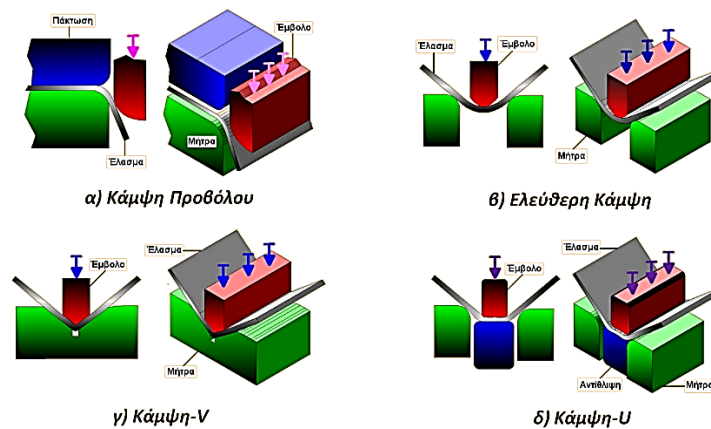 Πάκτωση
Έμβολο
Μήτρα
Έλασμα
α) Κάμψη Προβόλου
Έλασμα
Έμβολο
Μήτρα
β) Ελεύθερη Κάμψη
Έμβολο
Έλασμα
Μήτρα
γ) Κάμψη-V
Έλασμα
Έμβολο
Αντίθλιψη
Μήτρα
δ) Κάμψη-U